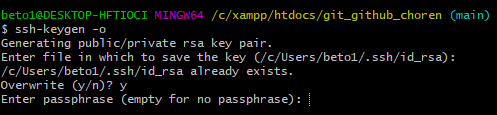 beto1@DESKTOP-HFTIOCI MINGW64 /c/xampp/htdocs/git_github_choren (main)
$ ssh-keygen -o
Generating public/private rsa key pair.
Enter file in which to save the key (/c/Users/beto1/.ssh/id_rsa):
/c/Users/beto1/.ssh/id_rsa already exists.
Overwrite (y/n)? y
Enter passphrase (empty for no passphrase):